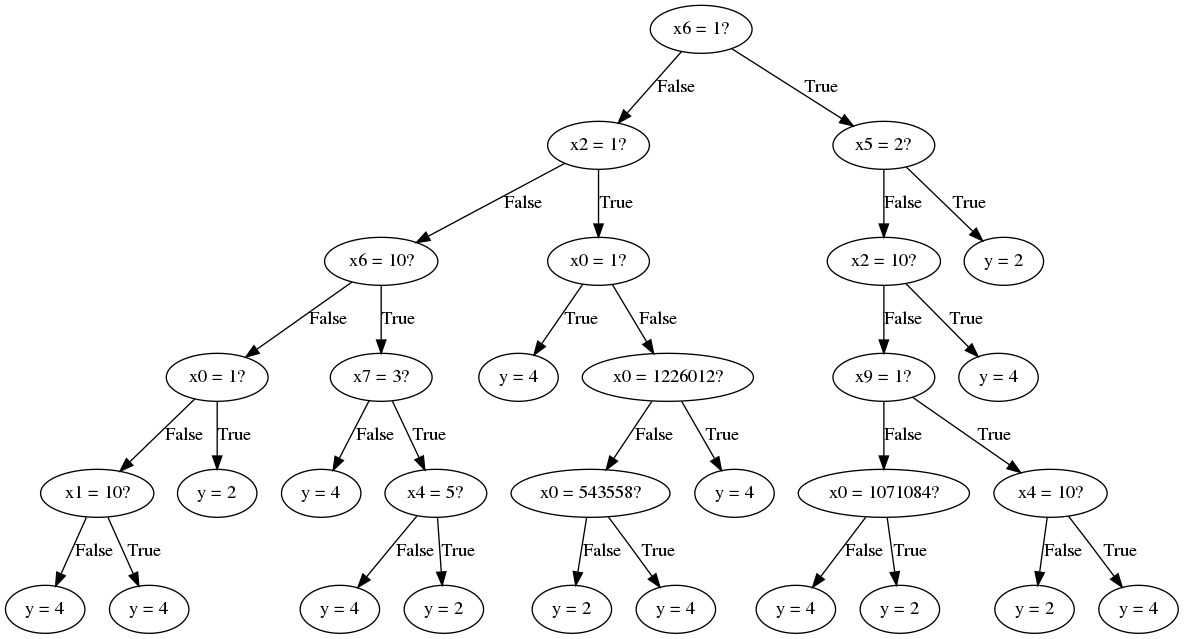 x6 = 1?
False
True
x2 = 1?
x5 = 2?
False
True
False
True
x6 = 10?
x0 = 1?
x2 = 10?
y = 2
False
True
True
False
False
True
x0 = 1?
x7 = 3?
y = 4
x0 = 1226012?
x9 = 1?
y = 4
False
True
False
True
False
True
False
True
x1 = 10?
y = 2
y = 4
x4 = 5?
x0 = 543558?
y = 4
x0 = 1071084?
x4 = 10?
False
True
False
True
False
True
False
True
False
True
y = 4
y = 4
y = 4
y = 2
y = 2
y = 4
y = 4
y = 2
y = 2
y = 4